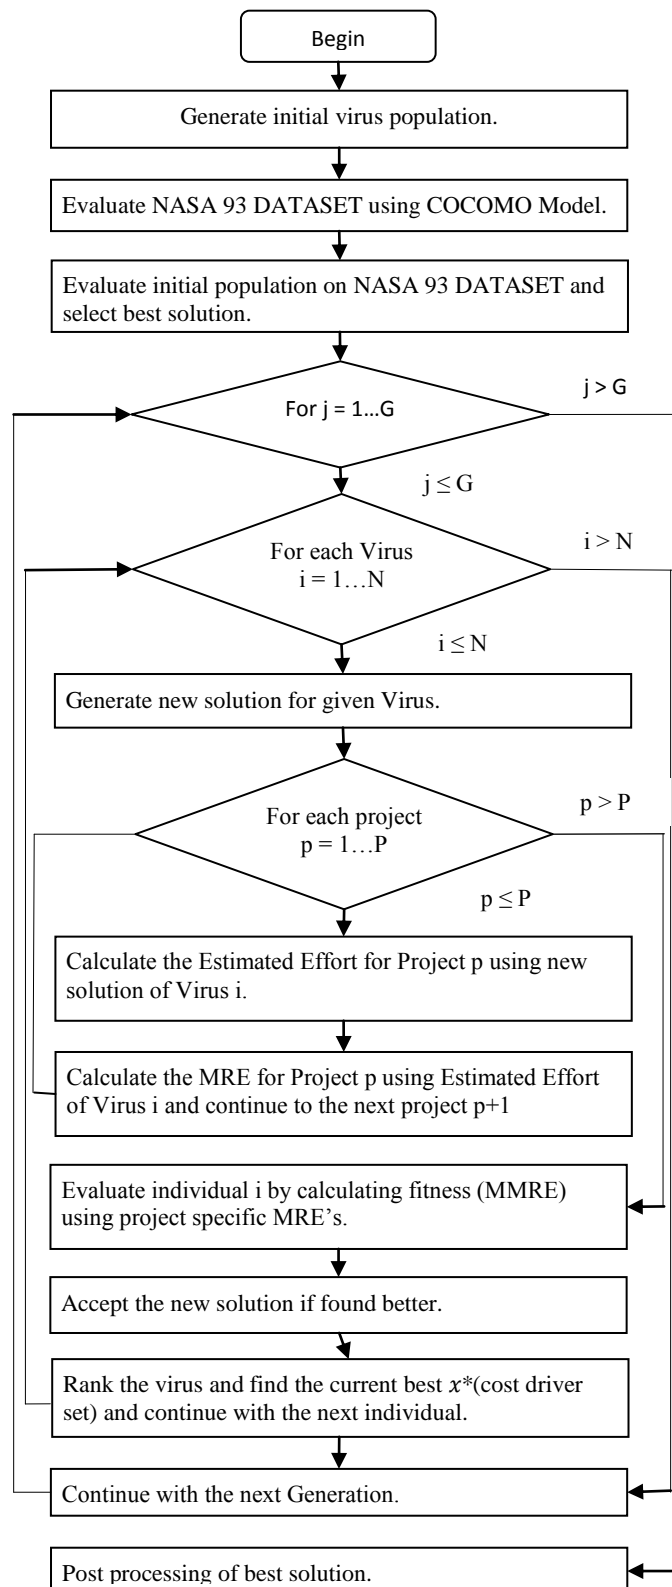 Begin
Generate initial virus population.
Evaluate NASA 93 DATASET using COCOMO Model.
Evaluate initial population on NASA 93 DATASET and
select best solution.
For j = 1...G
j > G
j ≤ G
For each Virus
i = 1…N
i > N
i ≤ N
Generate new solution for given Virus.
For each project
p = 1…P
p > P
p ≤ P
Calculate the Estimated Effort for Project p using new
solution of Virus i.
Calculate the MRE for Project p using Estimated Effort
of Virus i and continue to the next project p+1
Evaluate individual i by calculating fitness (MMRE)
using project specific MRE’s.
Accept the new solution if found better.
Rank the virus and find the current best x*(cost driver
set) and continue with the next individual.
Continue with the next Generation.
Post processing of best solution.